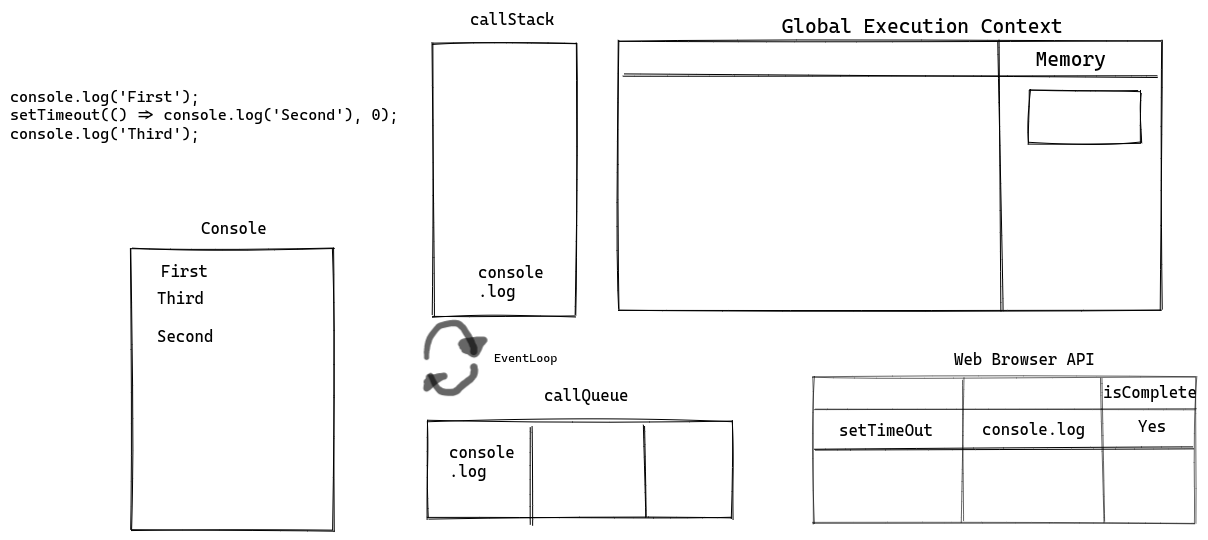 callStack
Global Execution Context
Memory
console.log('First');
setTimeout(() => console.log('Second'), 0);
console.log('Third');
Console
First
Third
Second
console
.log
EventLoop
callQueue
console
.log
Web Browser API
isComplete
setTimeOut console.log Yes